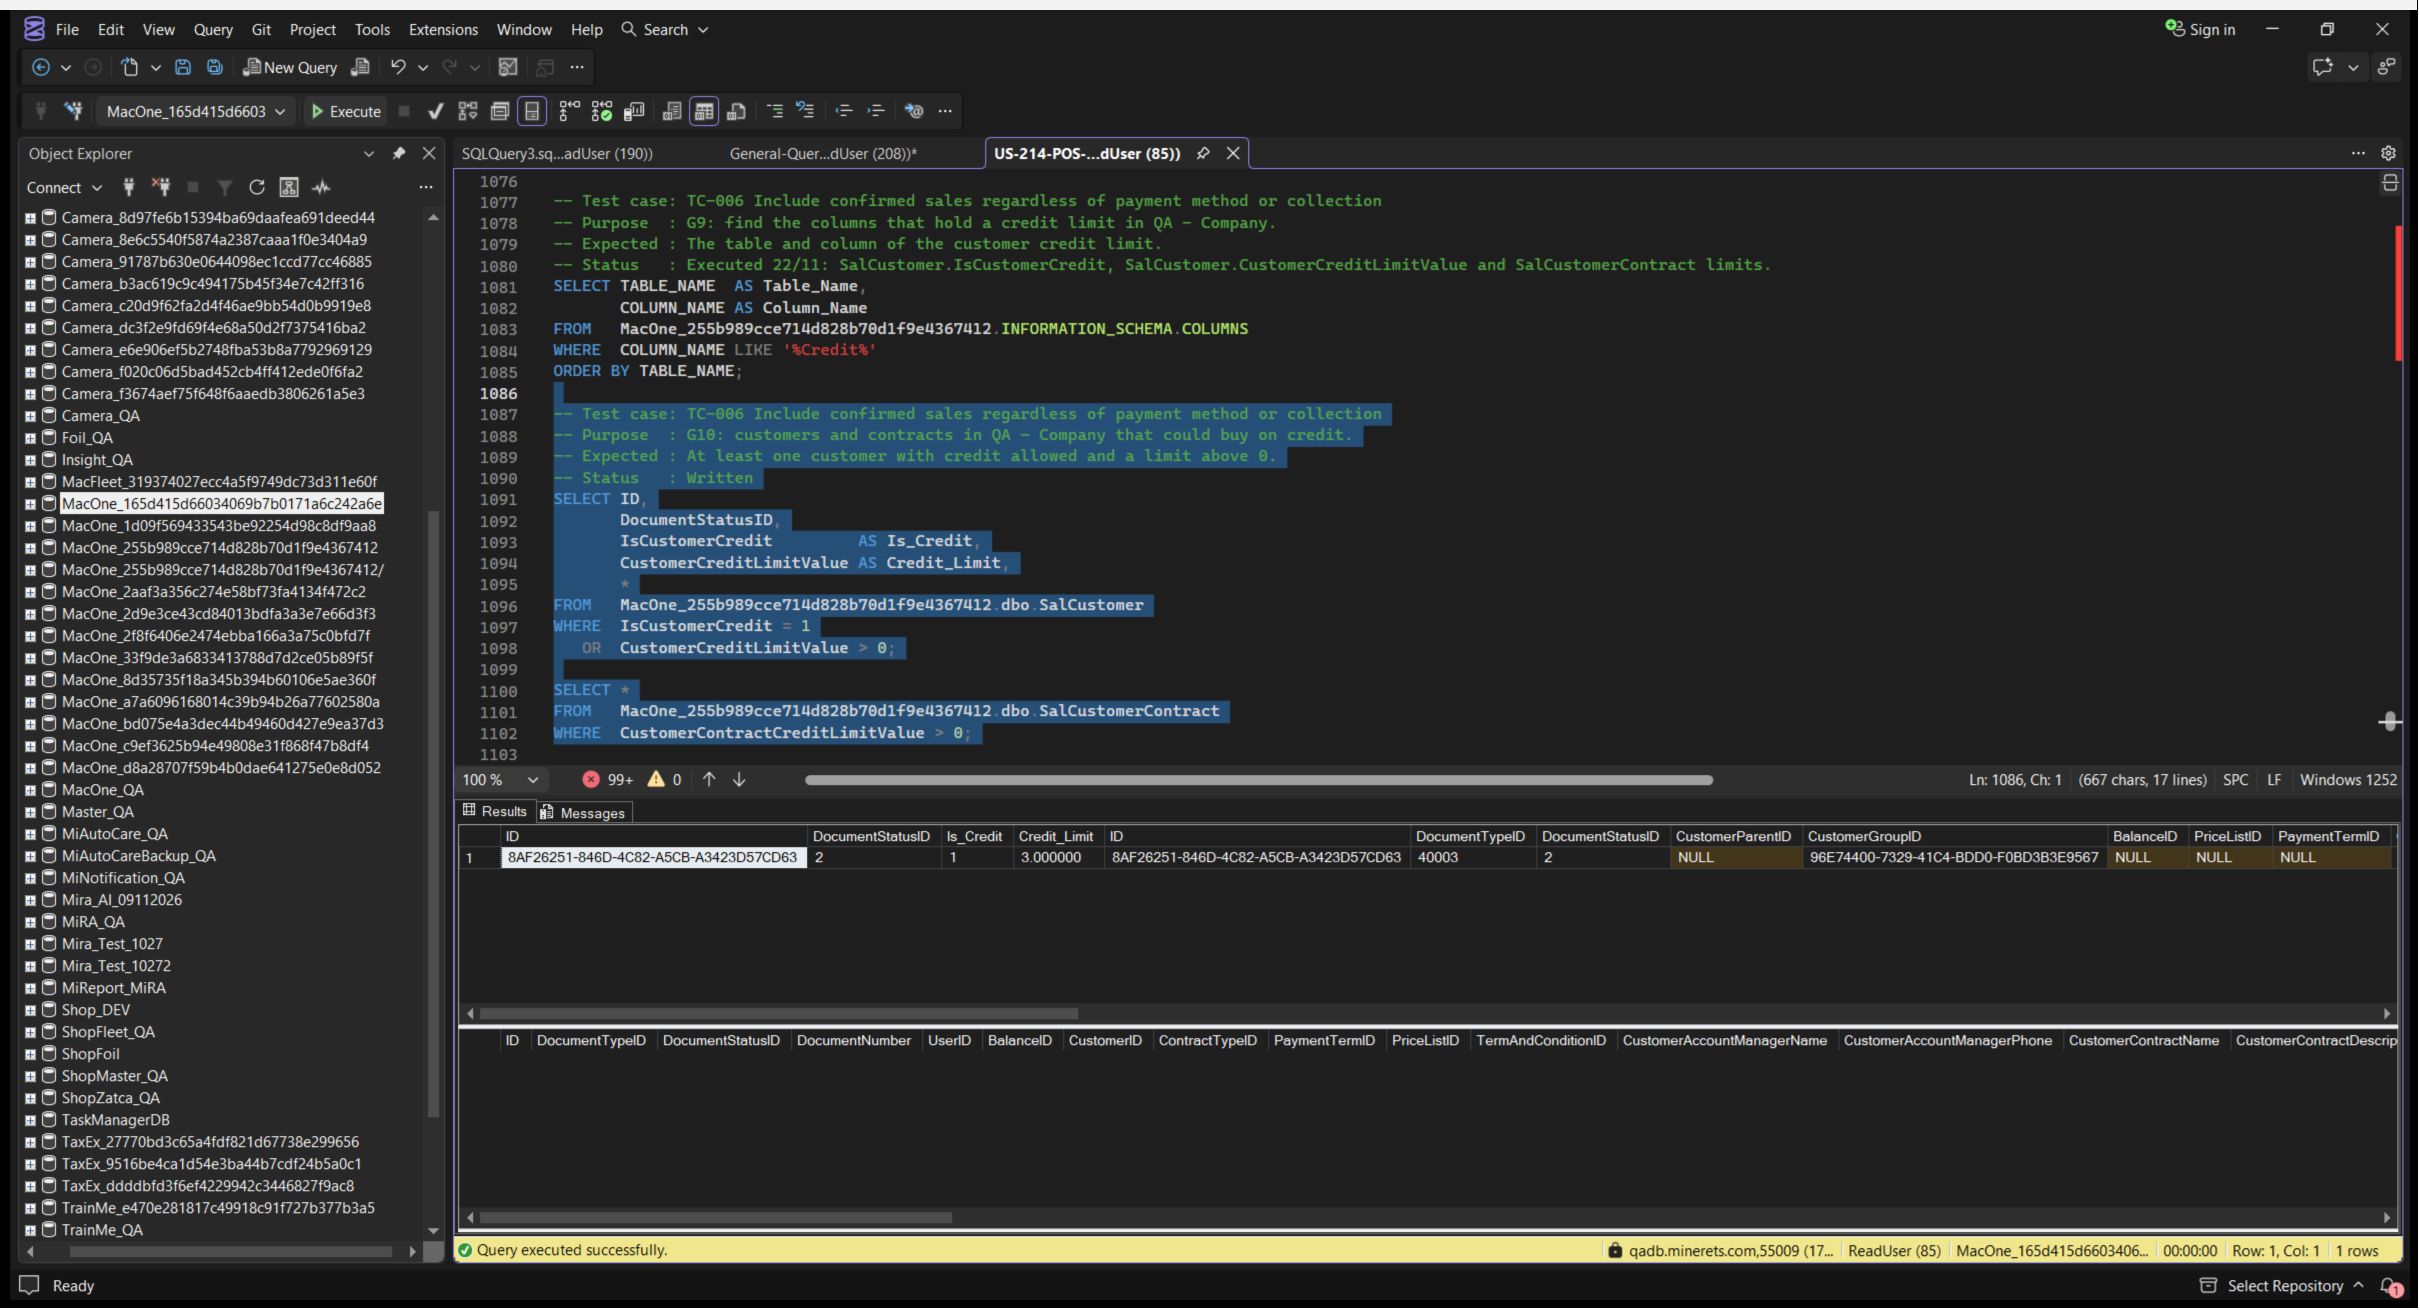 File Edit View Query Git Project Tools Extensions Window Help Search Sign in
New Query
MacOne_165d415d6603 Execute
Object Explorer
Connect
Camera_8d97fe6b15394ba69daafea691deed44
Camera_8e6c5540f5874a2387caaa1f0e3404a9
Camera_91787b630e0644098ec1ccd77cc46885
Camera_b3ac619c9c494175b45f34e7c42ff316
Camera_c20d9f62fa2d4f46ae9bb54d0b9919e8
Camera_dc3f2e9fd69f4e68a50d2f7375416ba2
Camera_e6e906ef5b2748fba53b8a7792969129
Camera_f020c06d5bad452cb4ff412ede0f6fa2
Camera_f3674aef75f648f6aaedb3806261a5e3
Camera_QA
Foil_QA
Insight_QA
MacFleet_319374027ecc4a5f9749dc73d311e60f
MacOne_165d415d66034069b7b0171a6c242a6e
MacOne_1d09f569433543be92254d98c8df9aa8
MacOne_255b989cce714d828b70d1f9e4367412
MacOne_255b989cce714d828b70d1f9e4367412/
MacOne_2aaf3a356c274e58bf73fa4134f472c2
MacOne_2d9e3ce43cd84013bdfa3a3e7e66d3f3
MacOne_2f8f6406e2474ebba166a3a75c0bfd7f
MacOne_33f9de3a6833413788d7d2ce05b89f5f
MacOne_8d35735f18a345b394b60106e5ae360f
MacOne_a7a6096168014c39b94b26a77602580a
MacOne_bd075e4a3dec44b49460d427e9ea37d3
MacOne_c9ef3625b94e49808e31f868f47b8df4
MacOne_d8a28707f59b4b0dae641275e0e8d052
MacOne_QA
Master_QA
MiAutoCare_QA
MiAutoCareBackup_QA
MiNotification_QA
Mira_AI_09112026
MiRA_QA
Mira_Test_1027
Mira_Test_10272
MiReport_MiRA
Shop_DEV
ShopFleet_QA
ShopFoil
ShopMaster_QA
ShopZatca_QA
TaskManagerDB
TaxEx_27770bd3c65a4fdf821d67738e299656
TaxEx_9516be4ca1d54e3ba44b7cdf24b5a0c1
TaxEx_ddddbfd3f6ef4229942c3446827f9ac8
TrainMe_e470e281817c49918c91f727b377b3a5
TrainMe_QA
SQLQuery3.sq...adUser (190)) General-Quer...dUser (208))* US-214-POS-...dUser (85))
1076
1077 -- Test case: TC-006 Include confirmed sales regardless of payment method or collection
1078 -- Purpose  : G9: find the columns that hold a credit limit in QA - Company.
1079 -- Expected : The table and column of the customer credit limit.
1080 -- Status   : Executed 22/11: SalCustomer.IsCustomerCredit, SalCustomer.CustomerCreditLimitValue and SalCustomerContract limits.
1081 SELECT TABLE_NAME  AS Table_Name,
1082        COLUMN_NAME AS Column_Name
1083 FROM   MacOne_255b989cce714d828b70d1f9e4367412.INFORMATION_SCHEMA.COLUMNS
1084 WHERE  COLUMN_NAME LIKE '%Credit%'
1085 ORDER BY TABLE_NAME;
1086
1087 -- Test case: TC-006 Include confirmed sales regardless of payment method or collection
1088 -- Purpose  : G10: customers and contracts in QA - Company that could buy on credit.
1089 -- Expected : At least one customer with credit allowed and a limit above 0.
1090 -- Status   : Written
1091 SELECT ID,
1092        DocumentStatusID,
1093        IsCustomerCredit         AS Is_Credit,
1094        CustomerCreditLimitValue AS Credit_Limit,
1095        *
1096 FROM   MacOne_255b989cce714d828b70d1f9e4367412.dbo.SalCustomer
1097 WHERE  IsCustomerCredit = 1
1098    OR  CustomerCreditLimitValue > 0;
1099
1100 SELECT *
1101 FROM   MacOne_255b989cce714d828b70d1f9e4367412.dbo.SalCustomerContract
1102 WHERE  CustomerContractCreditLimitValue > 0;
1103
100 % 99+ 0 Ln: 1086, Ch: 1 (667 chars, 17 lines) SPC LF Windows 1252
Results Messages
ID DocumentStatusID Is_Credit Credit_Limit ID DocumentTypeID DocumentStatusID CustomerParentID CustomerGroupID BalanceID PriceListID PaymentTermID
1 8AF26251-846D-4C82-A5CB-A3423D57CD63 2 1 3.000000 8AF26251-846D-4C82-A5CB-A3423D57CD63 40003 2 NULL 96E74400-7329-41C4-BDD0-F0BD3B3E9567 NULL NULL NULL
ID DocumentTypeID DocumentStatusID DocumentNumber UserID BalanceID CustomerID ContractTypeID PaymentTermID PriceListID TermAndConditionID CustomerAccountManagerName CustomerAccountManagerPhone CustomerContractName CustomerContractDescrip
Query executed successfully. qadb.minerets.com,55009 (17... ReadUser (85) MacOne_165d415d6603406... 00:00:00 Row: 1, Col: 1 1 rows
Ready Select Repository 1